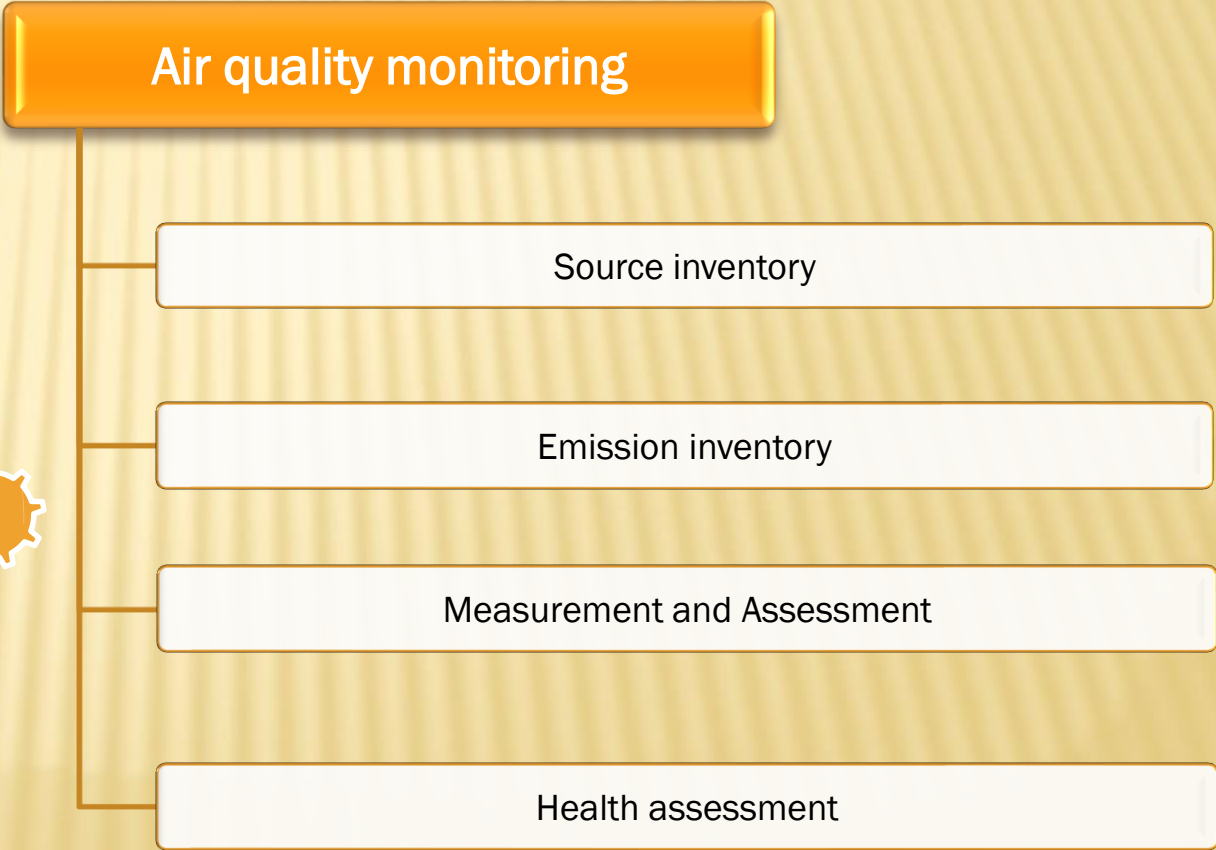 Air quality monitoring
Source inventory
Emission inventory
Measurement and Assessment
Health assessment